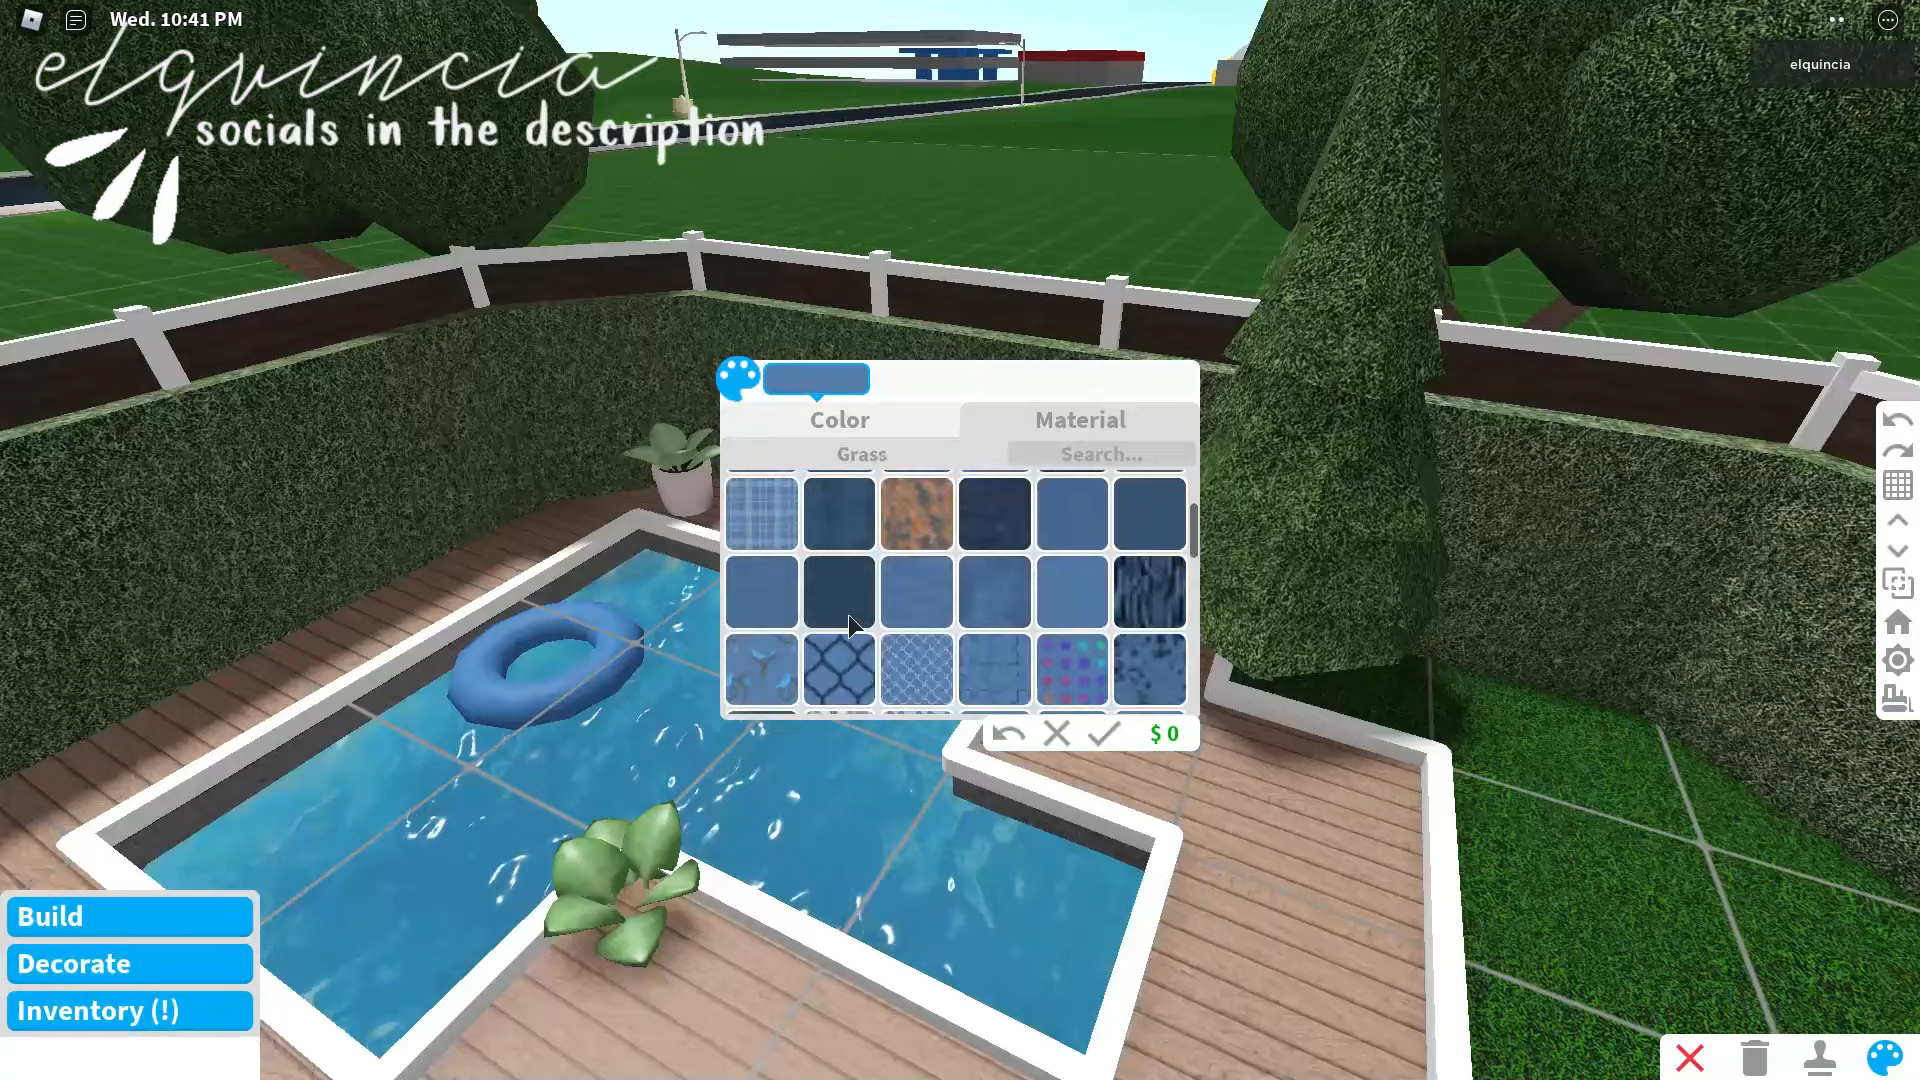 Wed. 10:41 PM
elquincia
socials in the description
elquincia
Color
Material
Grass
Search...
$ 0
Build
Decorate
Inventory (!)